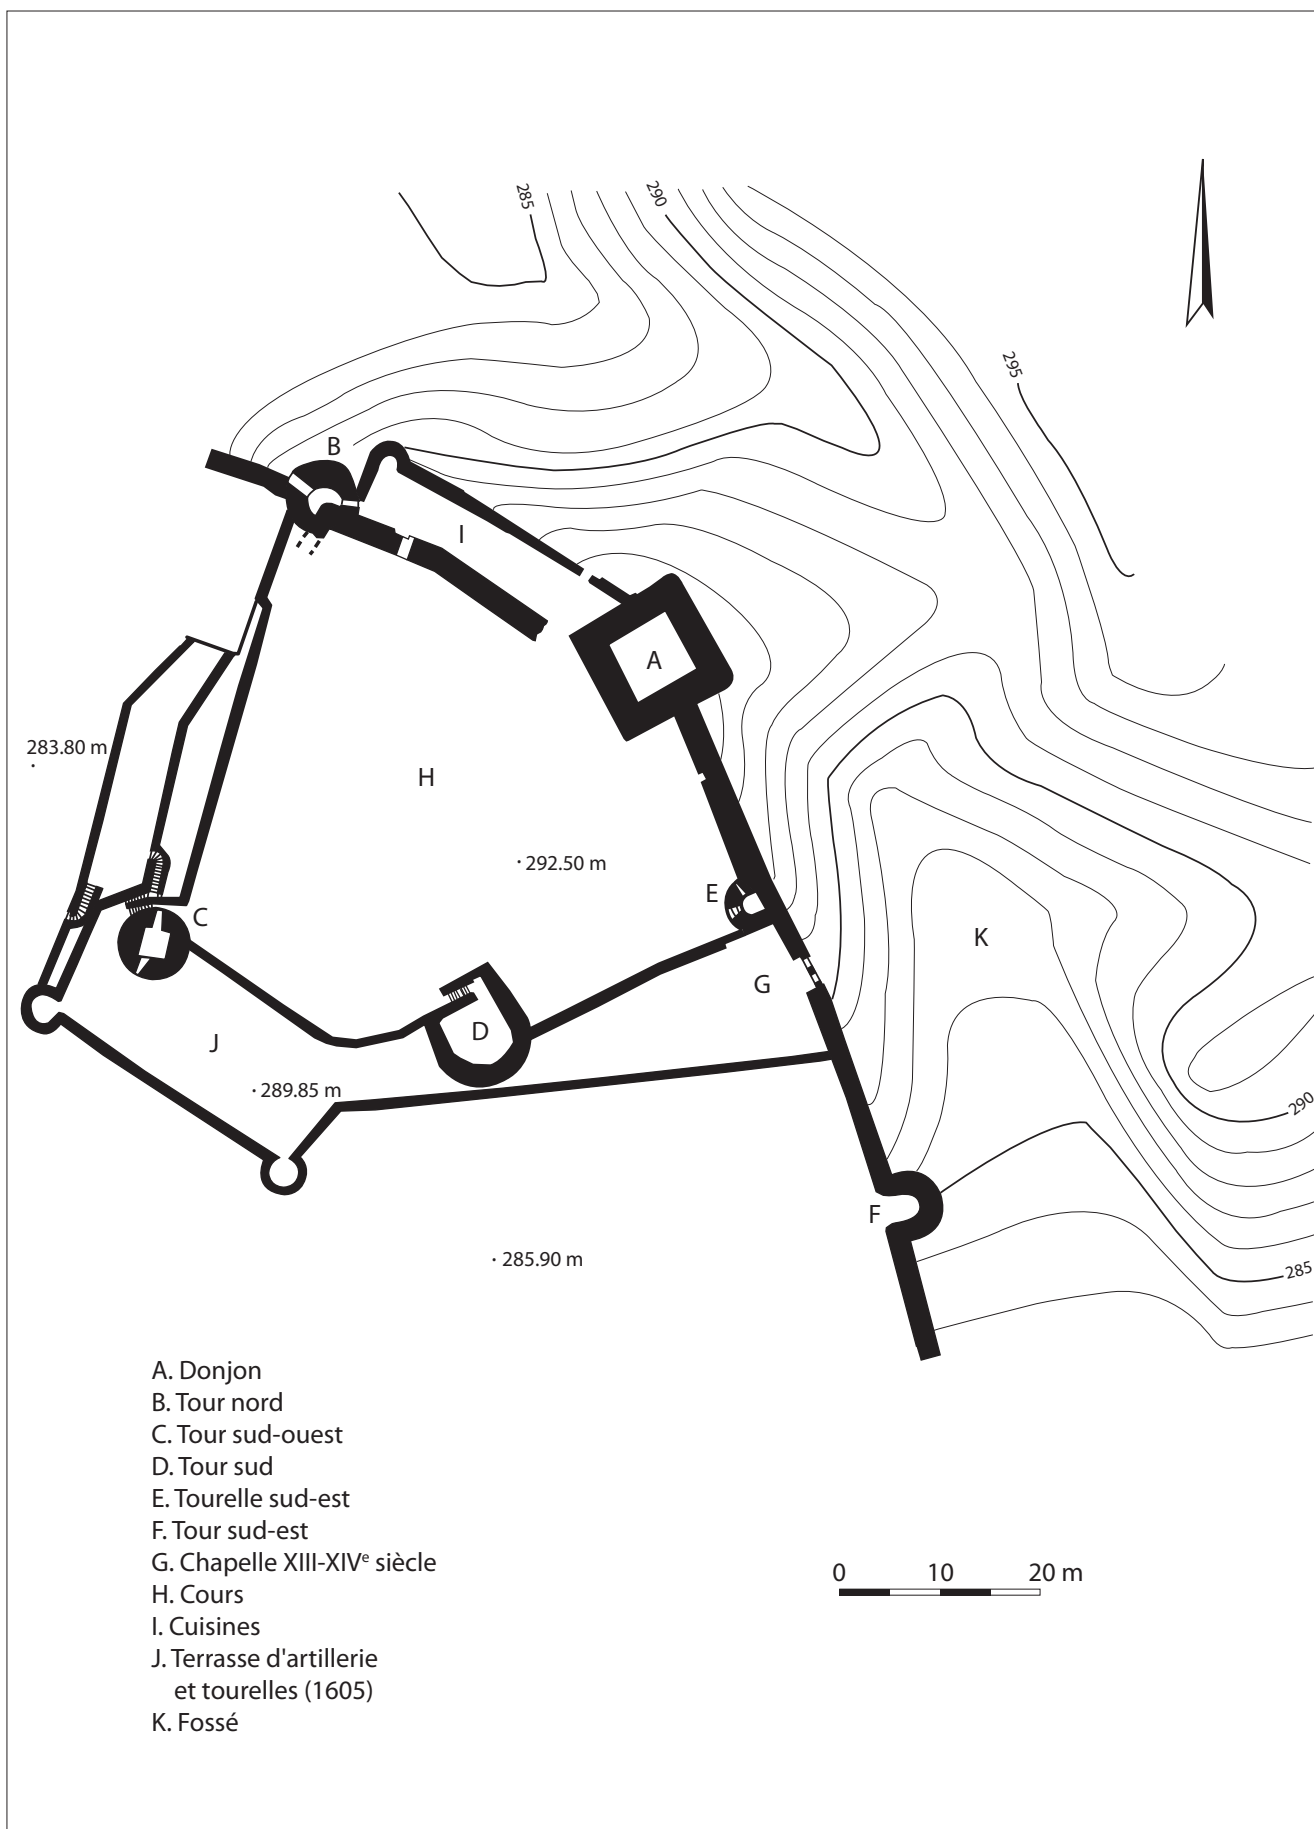 285
290
295
B
I
A
283.80 m
H
292.50 m
E
C
K
G
D
J
289.85 m
290
F
285.90 m
285
A. Donjon
B. Tour nord
C. Tour sud-ouest
D. Tour sud
E. Tourelle sud-est
F. Tour sud-est
G. Chapelle XIII-XIVe siècle
H. Cours
I. Cuisines
J. Terrasse d'artillerie
et tourelles (1605)
K. Fossé
0 10 20 m